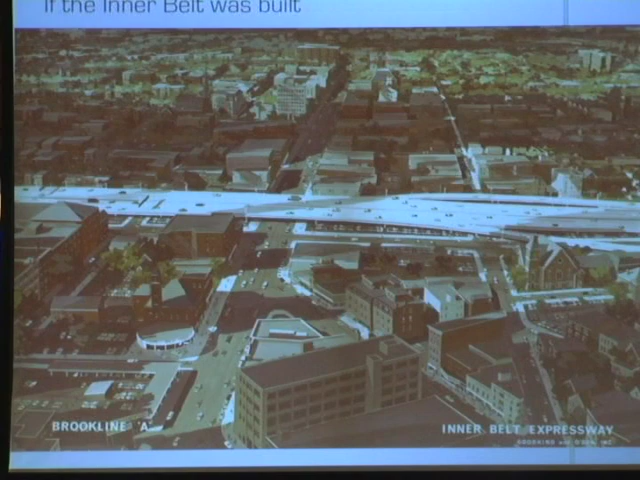 If the Inner Belt was built
BROOKLINE "A"
INNER BELT EXPRESSWAY